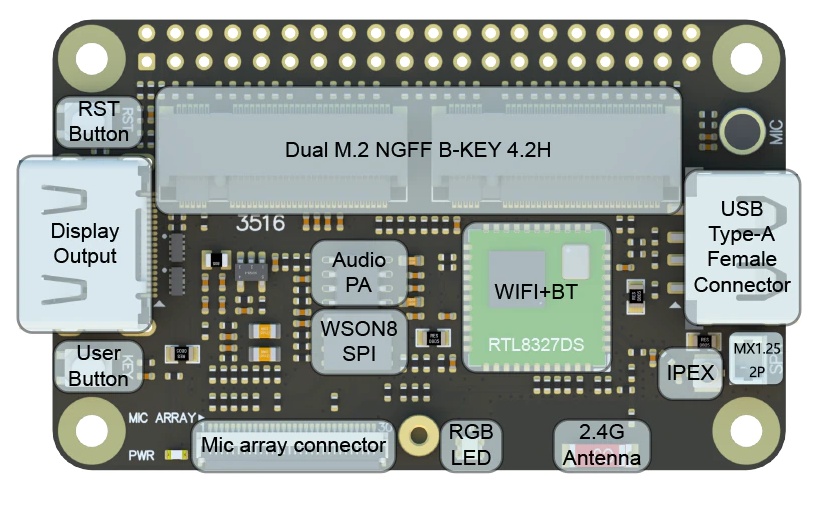 RST
Button
Dual M.2 NGFF B-KEY 4.2H
MIC
3516
Display
Output
USB
Type-A
Female
Connector
Audio
PA
WIFI+BT
WSON8
SPI
RTL8327DS
User
Button
KEY
IPEX
MX1.25
2P
MIC ARRAY
Mic array connector
30
RGB
LED
2.4G
Antenna
PWR